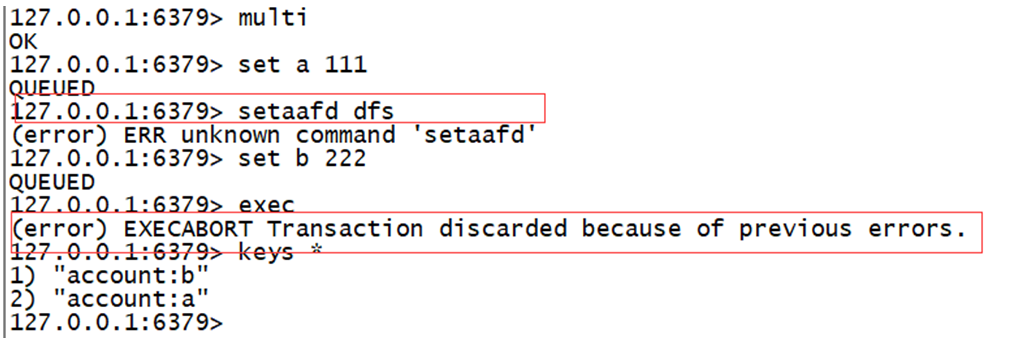 127.0.0.1:6379> multi
OK
127.0.0.1:6379> set a 111
QUEUED
127.0.0.1:6379> setaafd dfs
(error) ERR unknown command 'setaafd'
127.0.0.1:6379> set b 222
QUEUED
127.0.0.1:6379> exec
(error) EXECABORT Transaction discarded because of previous errors.
127.0.0.1:6379> keys *
1) "account:b"
2) "account:a"
127.0.0.1:6379>